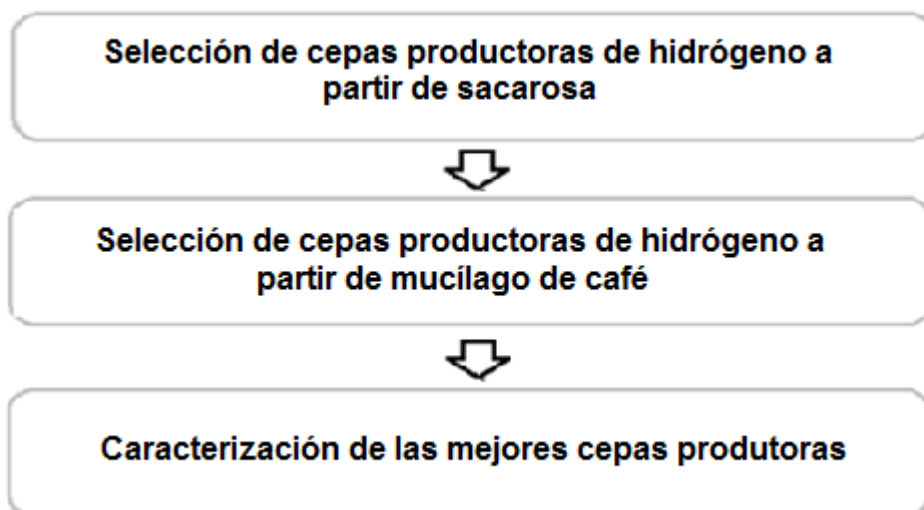 Selección de cepas productoras de hidrógeno a
partir de sacarosa
Selección de cepas productoras de hidrógeno a
partir de mucílago de café
Caracterización de las mejores cepas produtoras